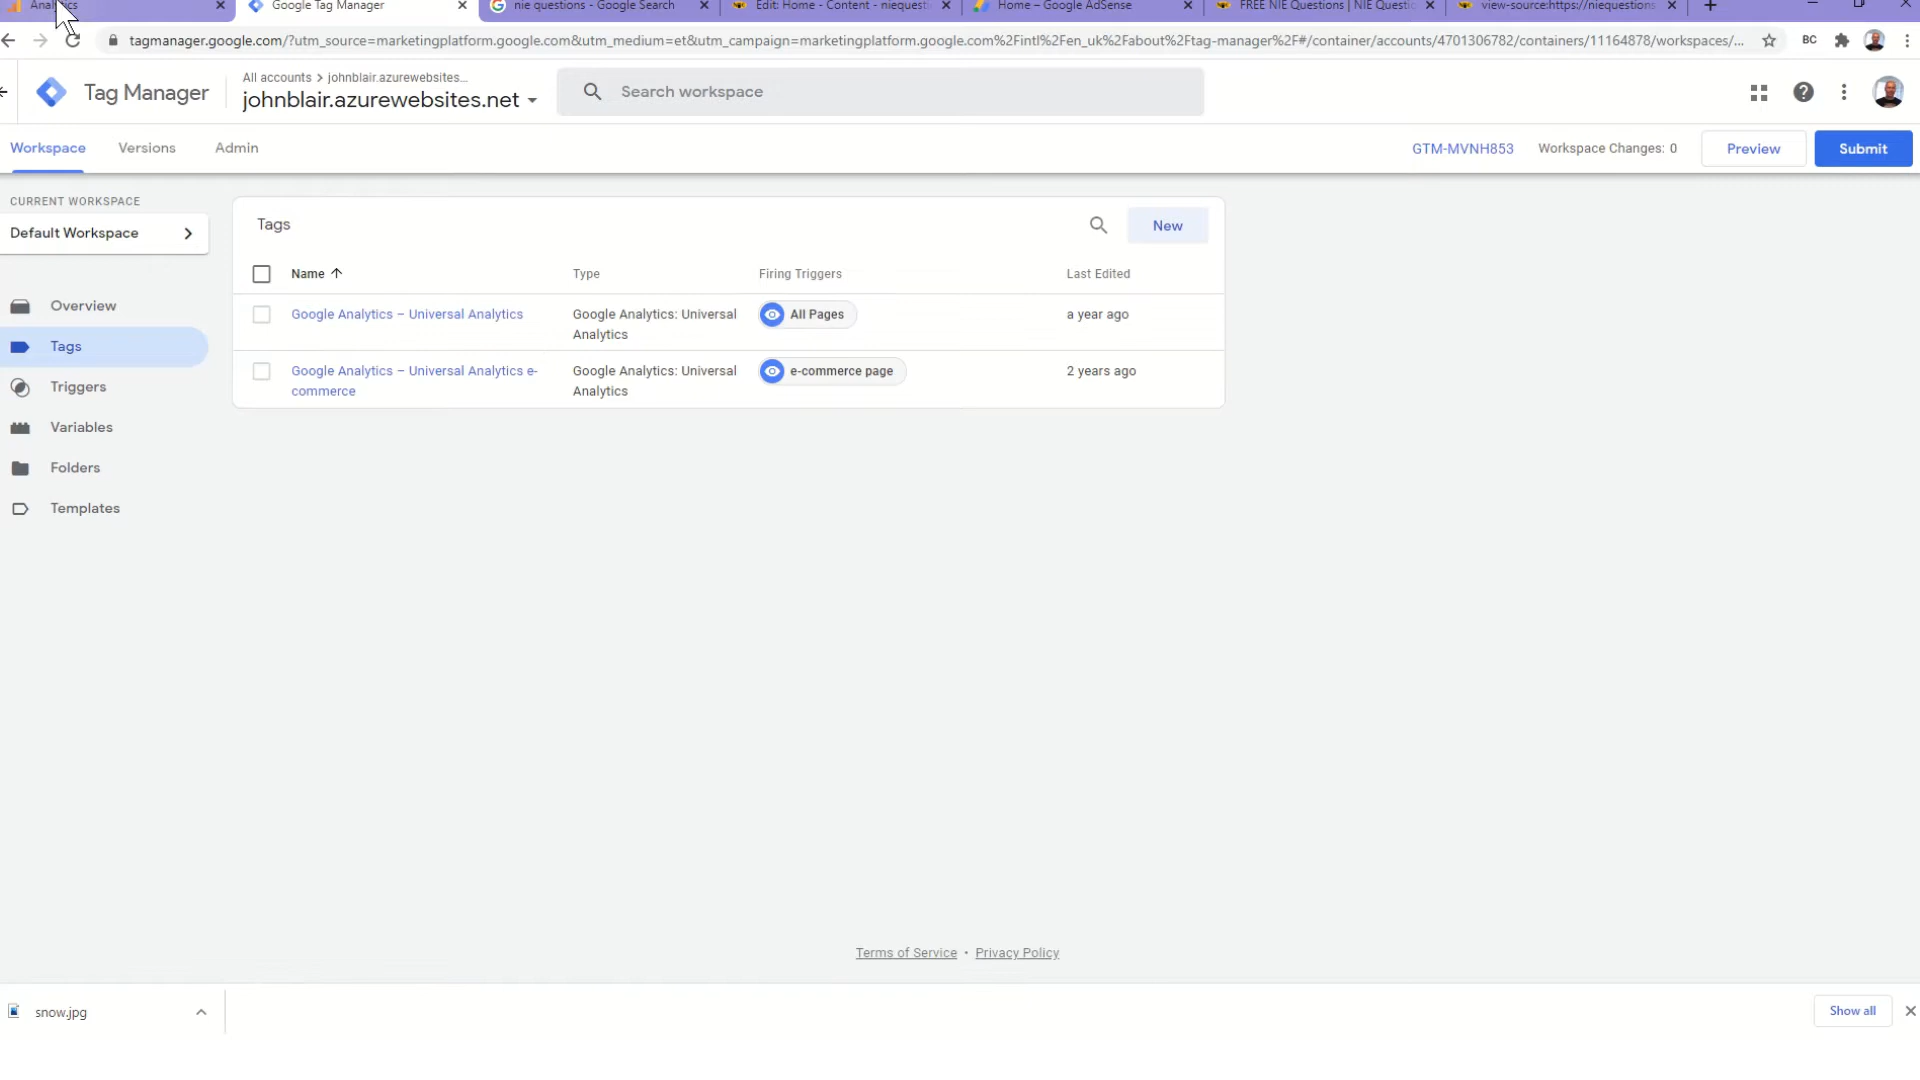 Analytics
Google Tag Manager
nie questions - Google Search
Edit: Home - Content - niequesti
Home – Google AdSense
FREE NIE Questions | NIE Questio
view-source:https://niequestions
tagmanager.google.com/?utm_source=marketingplatform.google.com&utm_medium=et&utm_campaign=marketingplatform.google.com%2Fintl%2Fen_uk%2Fabout%2Ftag-manager%2F#/container/accounts/4701306782/containers/11164878/workspaces/...
BC
Tag Manager
All accounts > johnblair.azurewebsites...
johnblair.azurewebsites.net
Search workspace
Workspace
Versions
Admin
GTM-MVNH853
Workspace Changes: 0
Preview
Submit
CURRENT WORKSPACE
Default Workspace
Overview
Tags
Triggers
Variables
Folders
Templates
Tags
New
Name
Type
Firing Triggers
Last Edited
Google Analytics – Universal Analytics
Google Analytics: Universal
Analytics
All Pages
a year ago
Google Analytics – Universal Analytics e-
commerce
Google Analytics: Universal
Analytics
e-commerce page
2 years ago
Terms of Service • Privacy Policy
snow.jpg
Show all